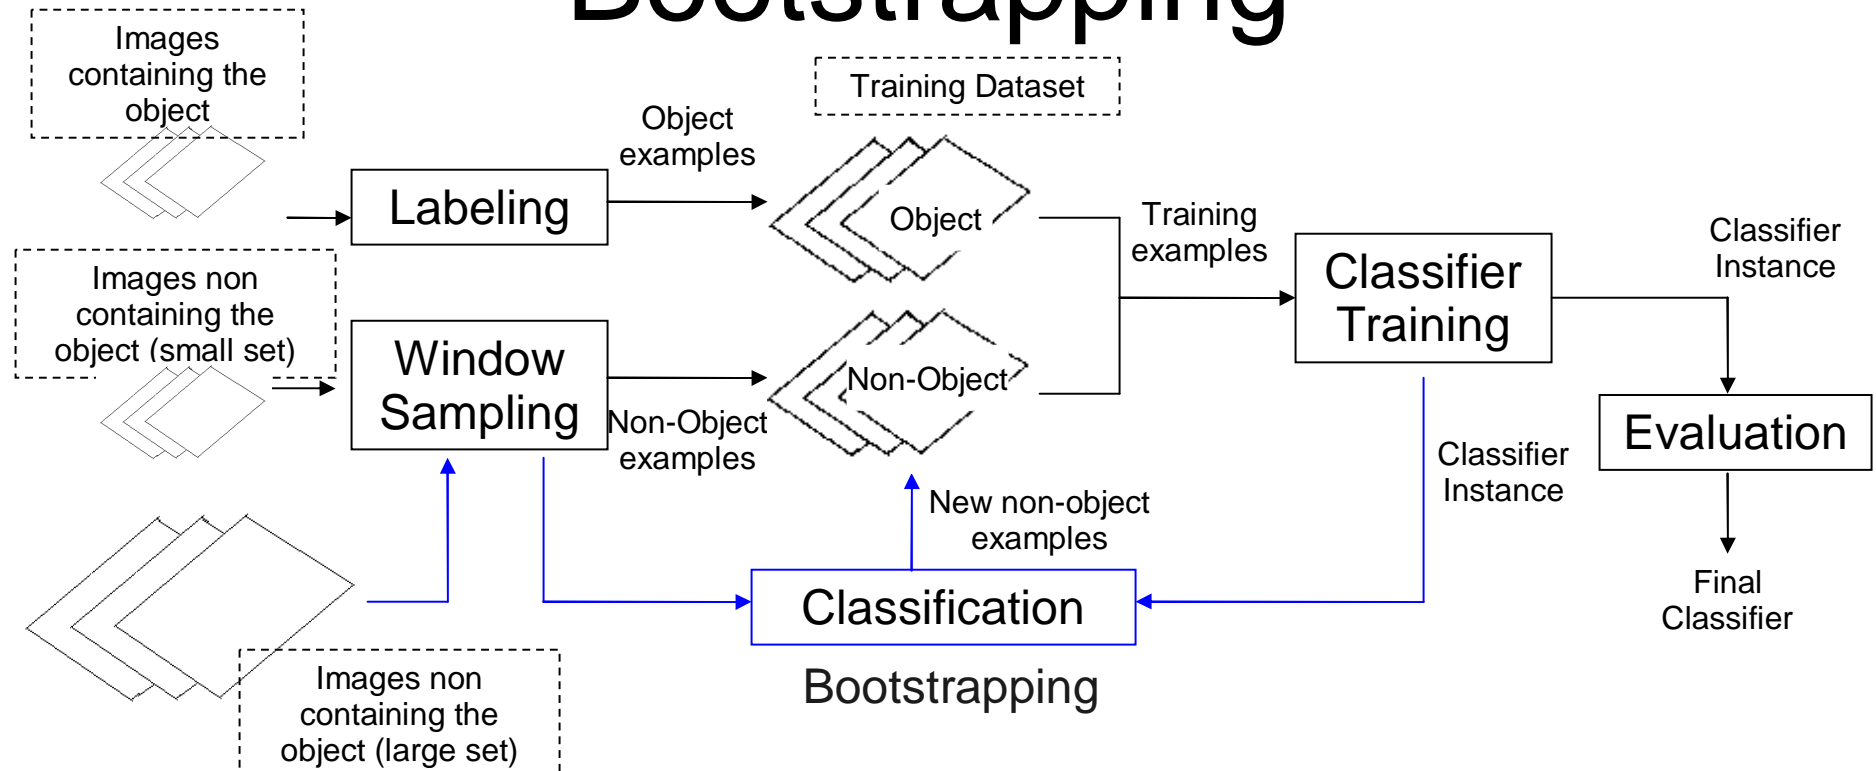 Bootstrapping
Images
containing the
object
Training Dataset
Object
examples
Labeling
Object
Training
examples
Classifier
Training
Classifier
Instance
Images non
containing the
object (small set)
Window
Sampling
Non-Object
Non-Object
examples
Evaluation
Classifier
Instance
New non-object
examples
Classification
Final
Classifier
Bootstrapping
Images non
containing the
object (large set)